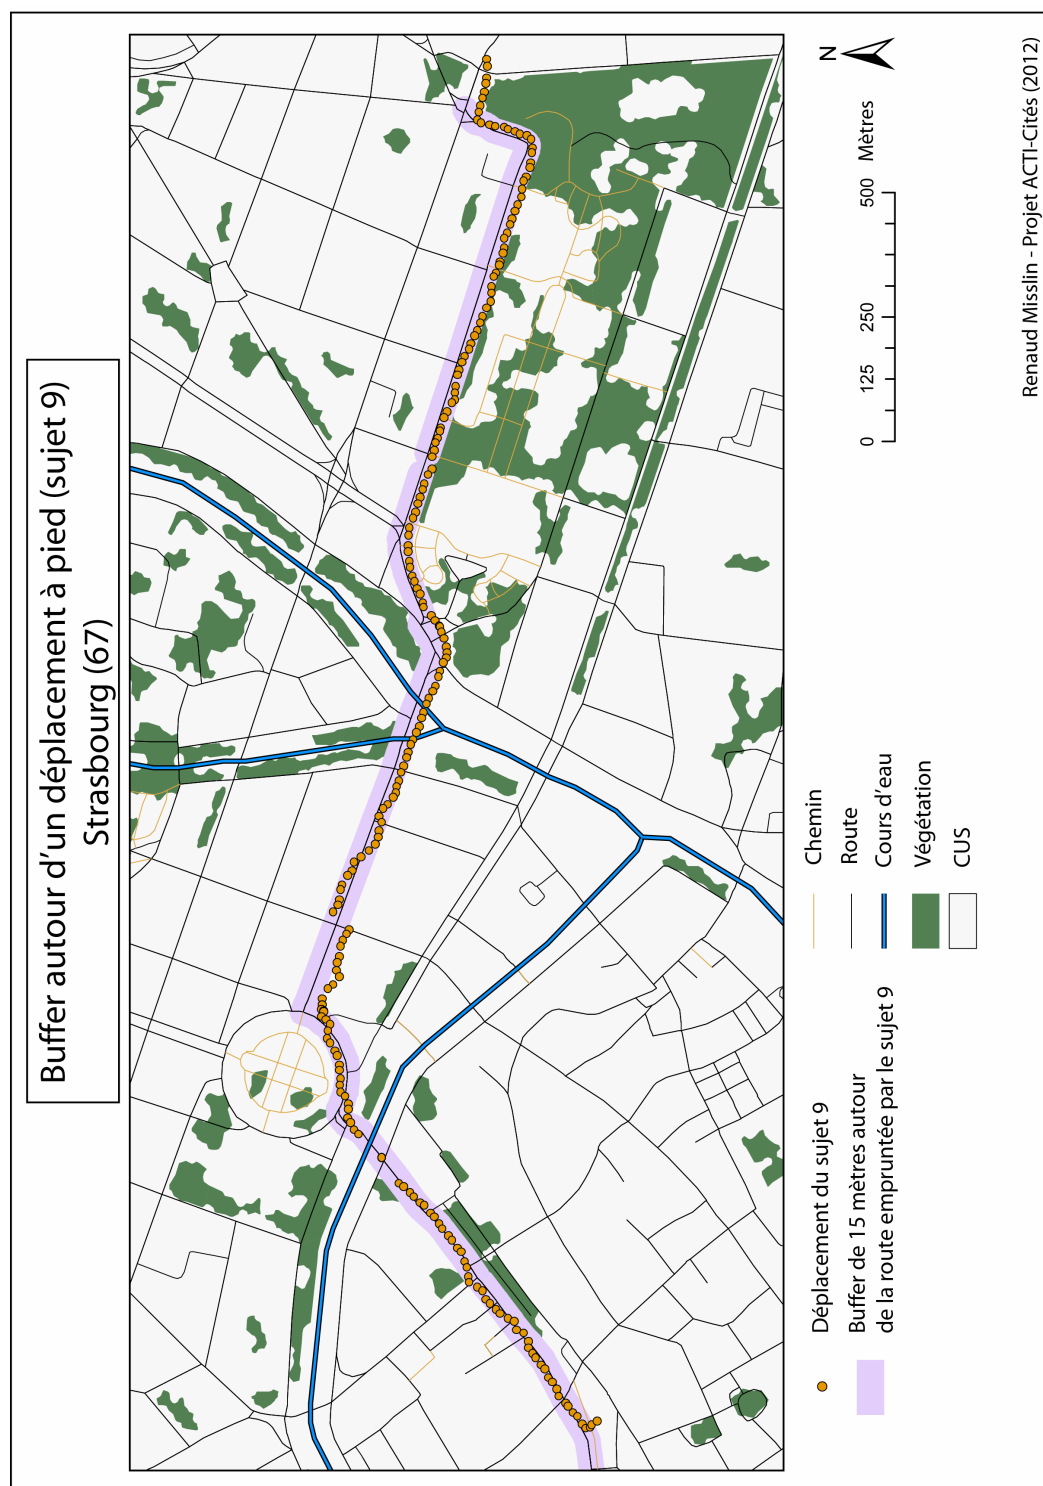 Buffer autour d’un déplacement à pied (sujet 9)
Strasbourg (67)
Déplacement du sujet 9
Buffer de 15 mètres autour
de la route empruntée par le sujet 9
Chemin
Route
Cours d’eau
Végétation
CUS
0 125 250 500 Mètres
N
Renaud Misslin - Projet ACTI-Cités (2012)